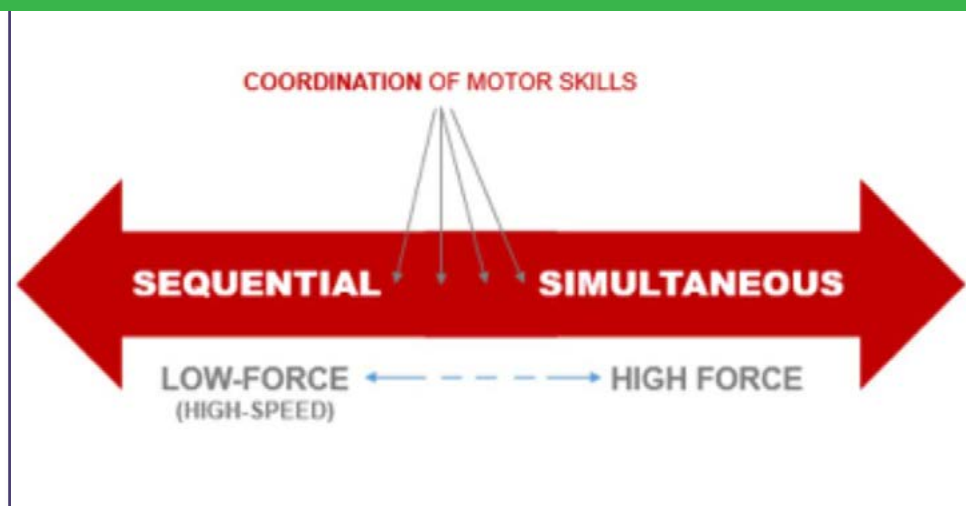 COORDINATION OF MOTOR SKILLS
SEQUENTIAL SIMULTANEOUS
LOW-FORCE HIGH FORCE
(HIGH-SPEED)